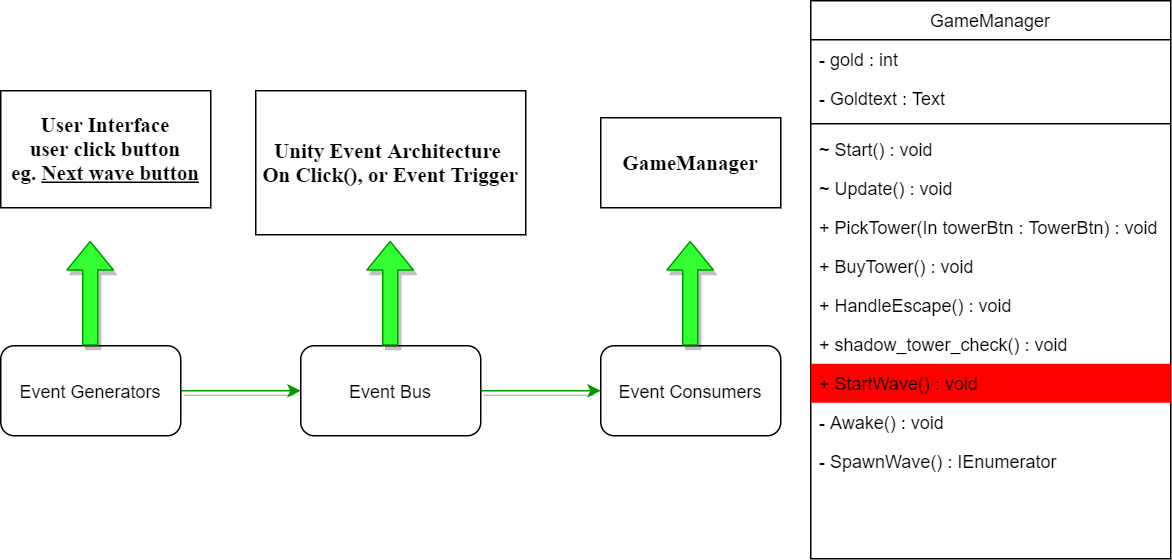 User Interface
user click button
eg. Next wave button
Unity Event Architecture
On Click(), or Event Trigger
GameManager
Event Generators
Event Bus
Event Consumers
GameManager
- gold : int
- Goldtext : Text
~ Start() : void
~ Update() : void
+ PickTower(In towerBtn : TowerBtn) : void
+ BuyTower() : void
+ HandleEscape() : void
+ shadow_tower_check() : void
+ StartWave() : void
- Awake() : void
- SpawnWave() : IEnumerator